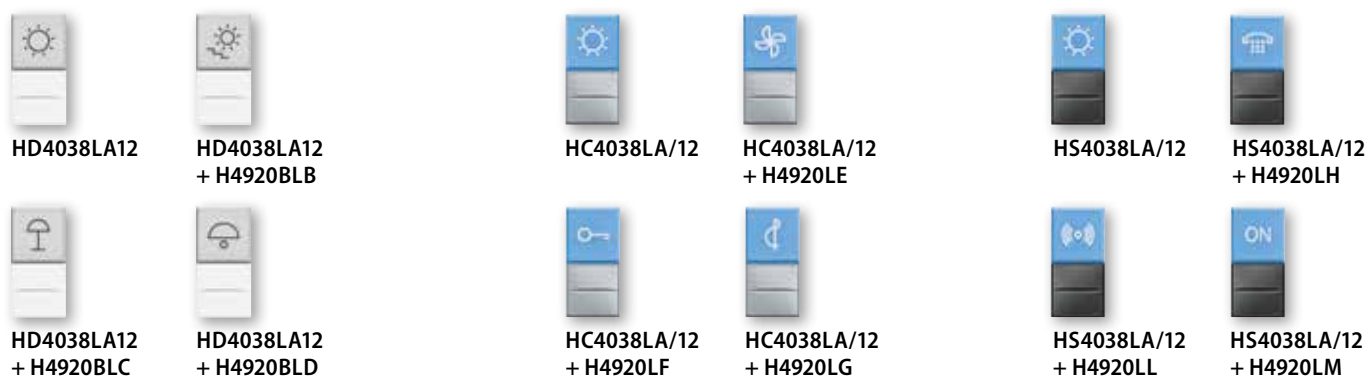 HD4038LA12
HD4038LA12
+ H4920BLB
HC4038LA/12
HC4038LA/12
+ H4920LE
HS4038LA/12
HS4038LA/12
+ H4920LH
ON
HD4038LA12
+ H4920BLC
HD4038LA12
+ H4920BLD
HC4038LA/12
+ H4920LF
HC4038LA/12
+ H4920LG
HS4038LA/12
+ H4920LL
HS4038LA/12
+ H4920LM